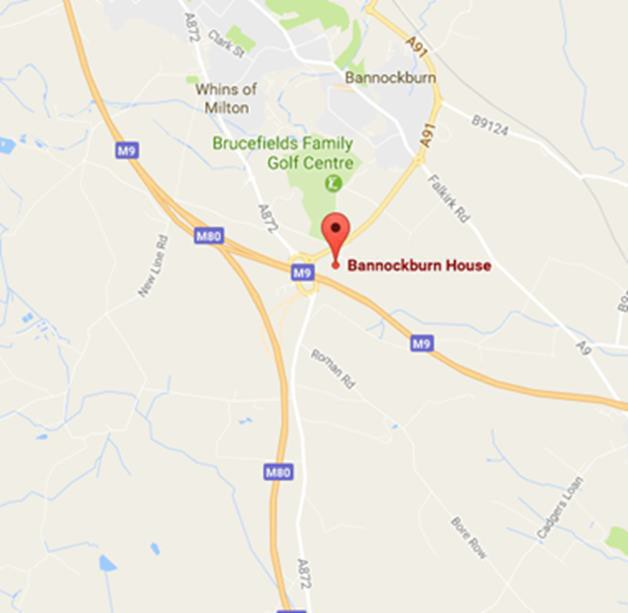 A872
Clark St
A91
Bannockburn
Whins of
Milton
B9124
A91
M9
Brucefields Family
Golf Centre
Falkirk Rd
A872
M80
New Line Rd
M9
Bannockburn House
M9
A9
Roman Rd
M80
Cadgers Loan
Bore Row
A872